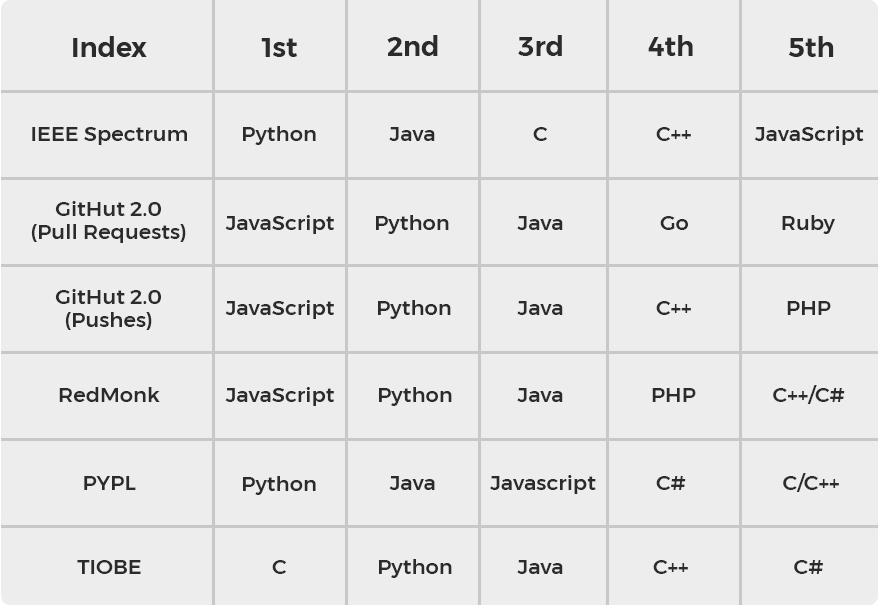 Index 1st 2nd 3rd 4th 5th
IEEE Spectrum Python Java C C++ JavaScript
GitHut 2.0
(Pull Requests) JavaScript Python Java Go Ruby
GitHut 2.0
(Pushes) JavaScript Python Java C++ PHP
RedMonk JavaScript Python Java PHP C++/C#
PYPL Python Java Javascript C# C/C++
TIOBE C Python Java C++ C#